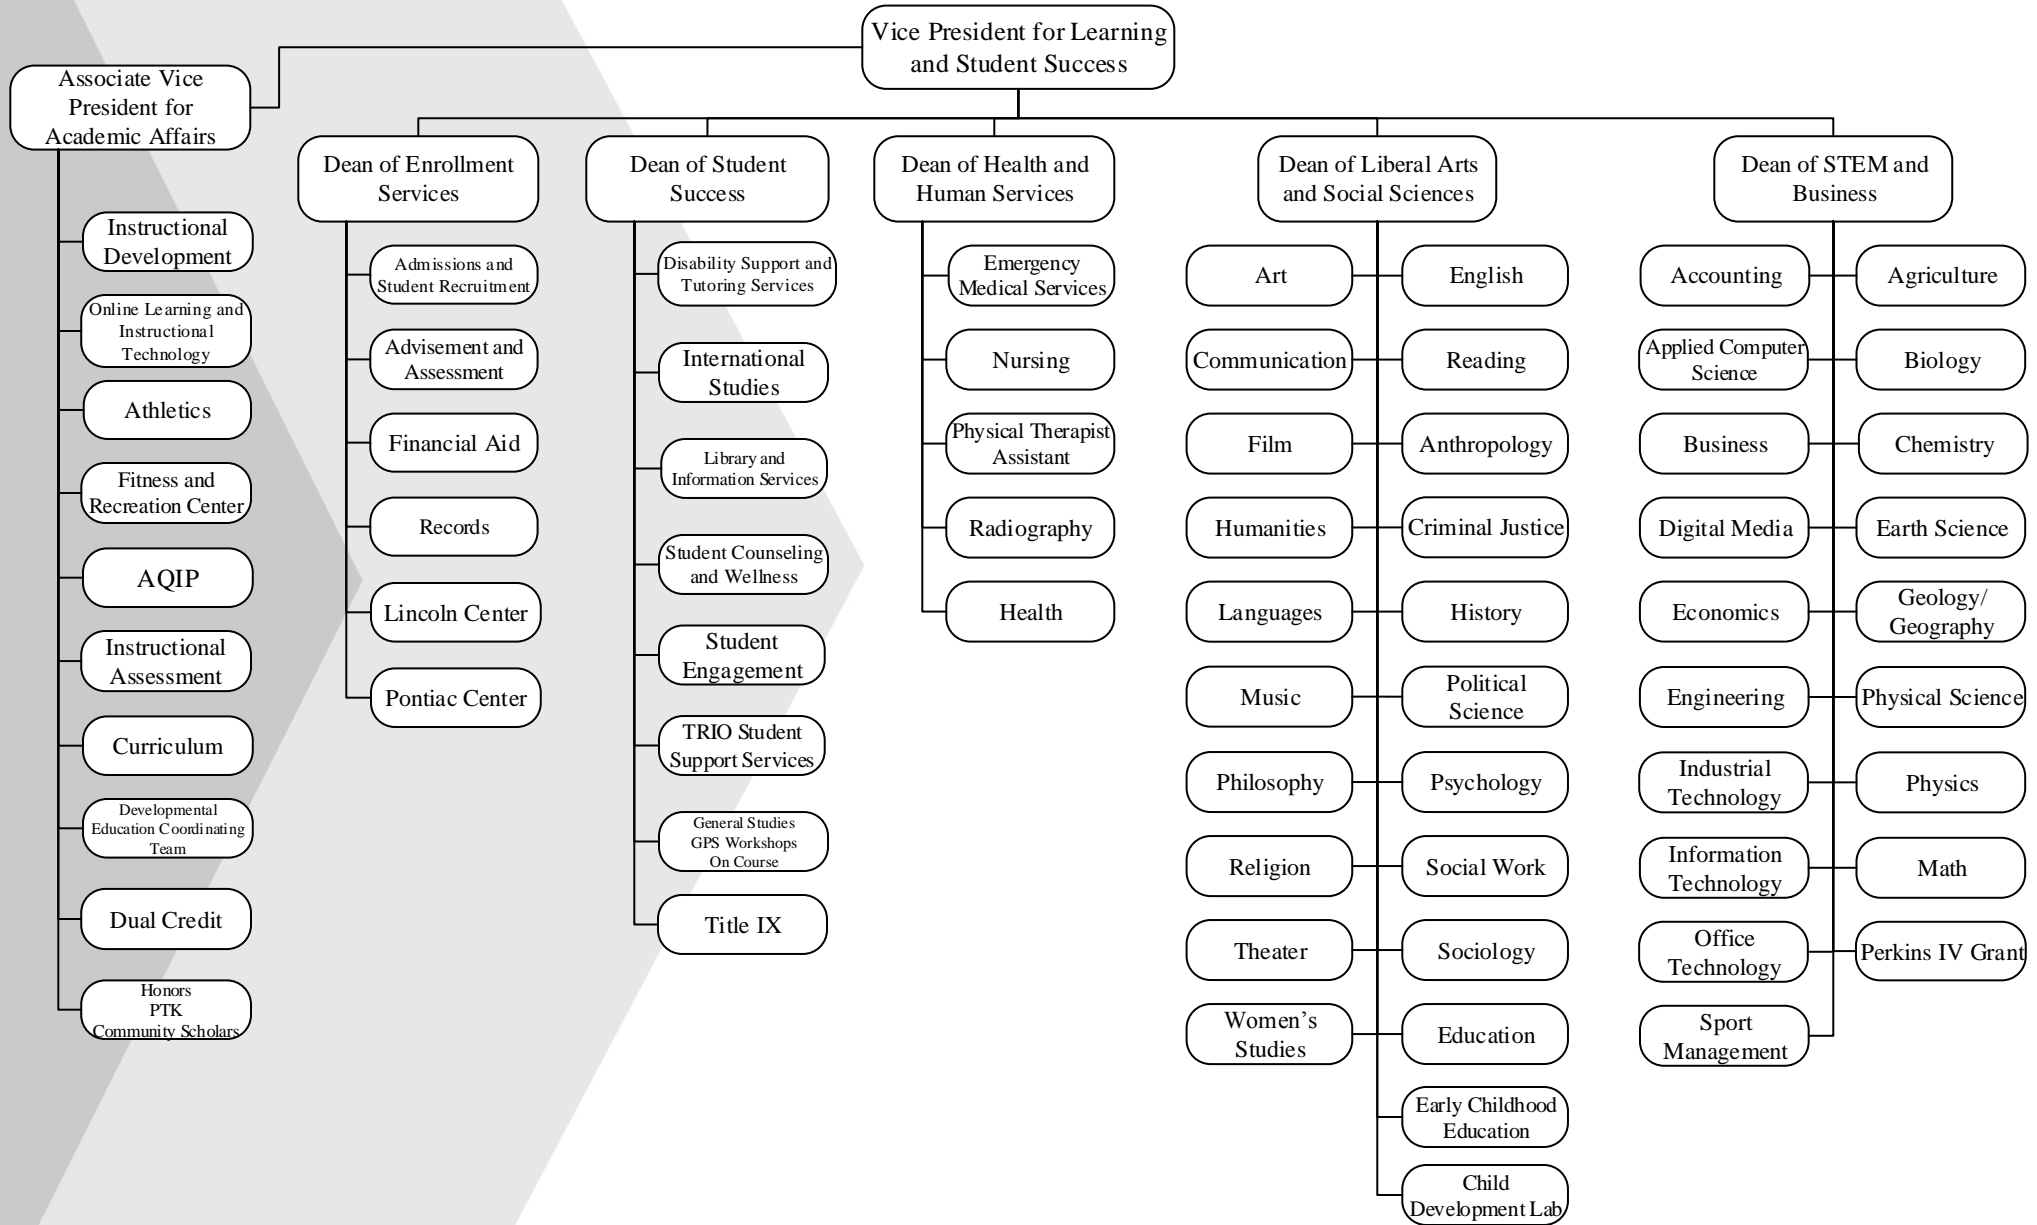 Vice President for Learning
and Student Success
Associate Vice
President for
Academic Affairs
Instructional
Development
Online Learning and
Instructional
Technology
Athletics
Fitness and
Recreation Center
AQIP
Instructional
Assessment
Curriculum
Developmental
Education Coordinating
Team
Dual Credit
Honors
PTK
Community Scholars
Dean of Enrollment
Services
Admissions and
Student Recruitment
Advisement and
Assessment
Financial Aid
Records
Lincoln Center
Pontiac Center
Dean of Student
Success
Disability Support and
Tutoring Services
International
Studies
Library and
Information Services
Student Counseling
and Wellness
Student
Engagement
TRIO Student
Support Services
General Studies
GPS Workshops
On Course
Title IX
Dean of Health and
Human Services
Emergency
Medical Services
Nursing
Physical Therapist
Assistant
Radiography
Health
Dean of Liberal Arts
and Social Sciences
Art
Communication
Film
Humanities
Languages
Music
Philosophy
Religion
Theater
Women’s
Studies
English
Reading
Anthropology
Criminal Justice
History
Political
Science
Psychology
Social Work
Sociology
Education
Early Childhood
Education
Child
Development Lab
Dean of STEM and
Business
Accounting
Applied Computer
Science
Business
Digital Media
Economics
Engineering
Industrial
Technology
Information
Technology
Office
Technology
Sport
Management
Agriculture
Biology
Chemistry
Earth Science
Geology/
Geography
Physical Science
Physics
Math
Perkins IV Grant